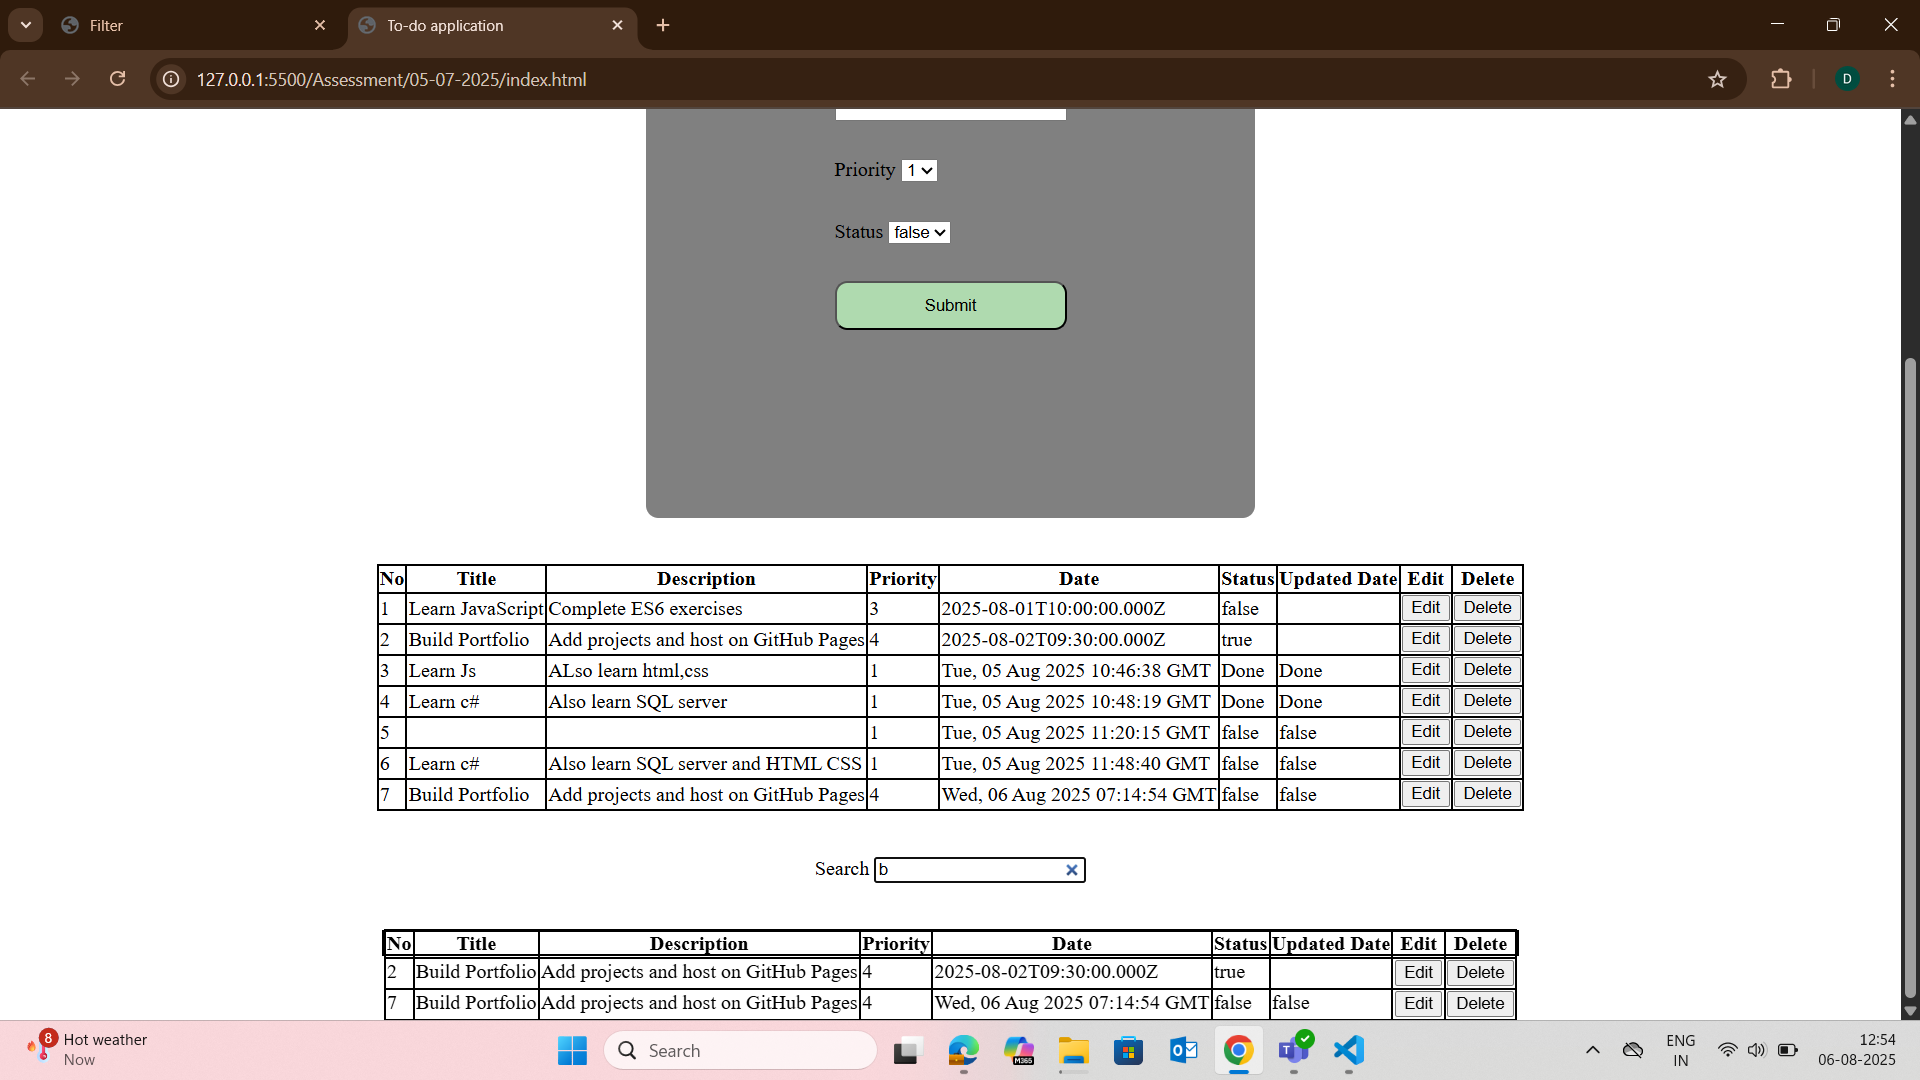 Filter
To-do application
127.0.0.1:5500/Assessment/05-07-2025/index.html
D
Priority 1
Status false
Submit
No Title Description Priority Date Status Updated Date Edit Delete
1 Learn JavaScript Complete ES6 exercises 3 2025-08-01T10:00:00.000Z false Edit Delete
2 Build Portfolio Add projects and host on GitHub Pages 4 2025-08-02T09:30:00.000Z true Edit Delete
3 Learn Js ALso learn html,css 1 Tue, 05 Aug 2025 10:46:38 GMT Done Done Edit Delete
4 Learn c# Also learn SQL server 1 Tue, 05 Aug 2025 10:48:19 GMT Done Done Edit Delete
5 1 Tue, 05 Aug 2025 11:20:15 GMT false false Edit Delete
6 Learn c# Also learn SQL server and HTML CSS 1 Tue, 05 Aug 2025 11:48:40 GMT false false Edit Delete
7 Build Portfolio Add projects and host on GitHub Pages 4 Wed, 06 Aug 2025 07:14:54 GMT false false Edit Delete
Search b
No Title Description Priority Date Status Updated Date Edit Delete
2 Build Portfolio Add projects and host on GitHub Pages 4 2025-08-02T09:30:00.000Z true Edit Delete
7 Build Portfolio Add projects and host on GitHub Pages 4 Wed, 06 Aug 2025 07:14:54 GMT false false Edit Delete
8 Hot weather
Now
Search
M365
ENG
IN
12:54
06-08-2025